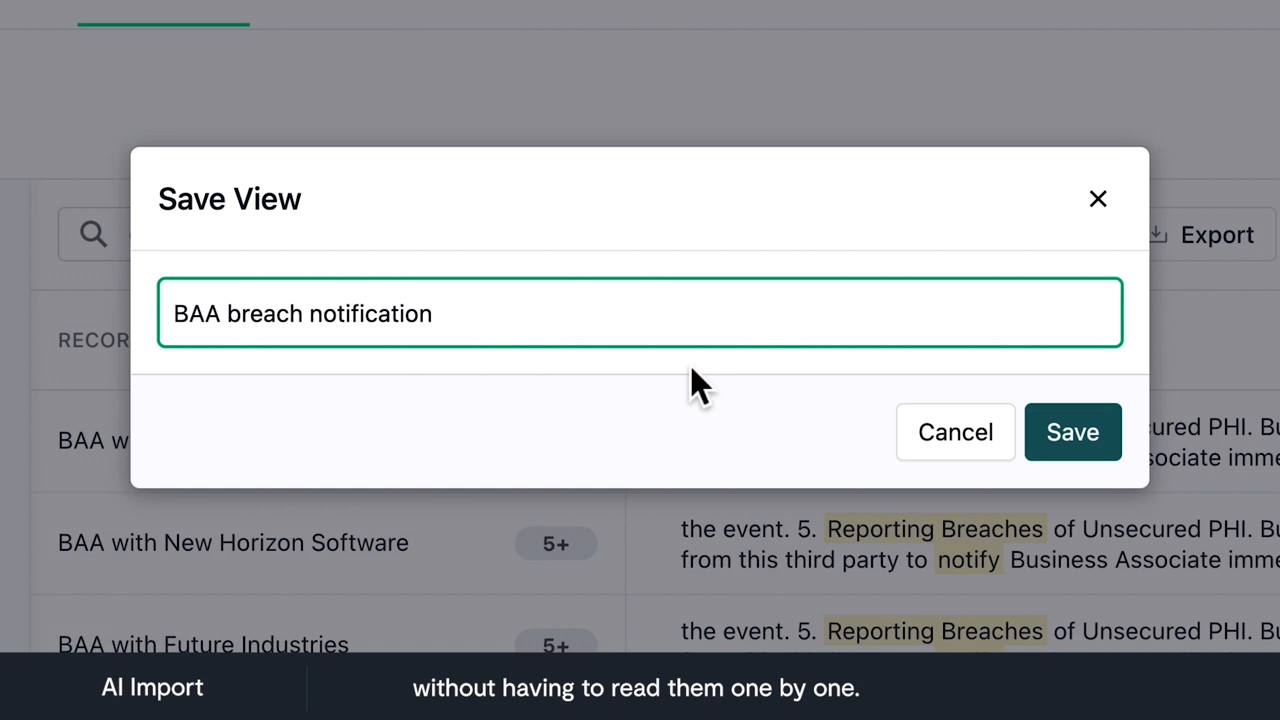 Save View
Export
BAA breach notification
RECOR
Cancel
Save
BAA w
cured PHI. Bu
sociate imme
BAA with New Horizon Software
5+
the event. 5. Reporting Breaches of Unsecured PHI. Bu
from this third party to notify Business Associate imme
BAA with Future Industries
5+
the event. 5. Reporting Breaches of Unsecured PHI. Bu
AI Import
without having to read them one by one.